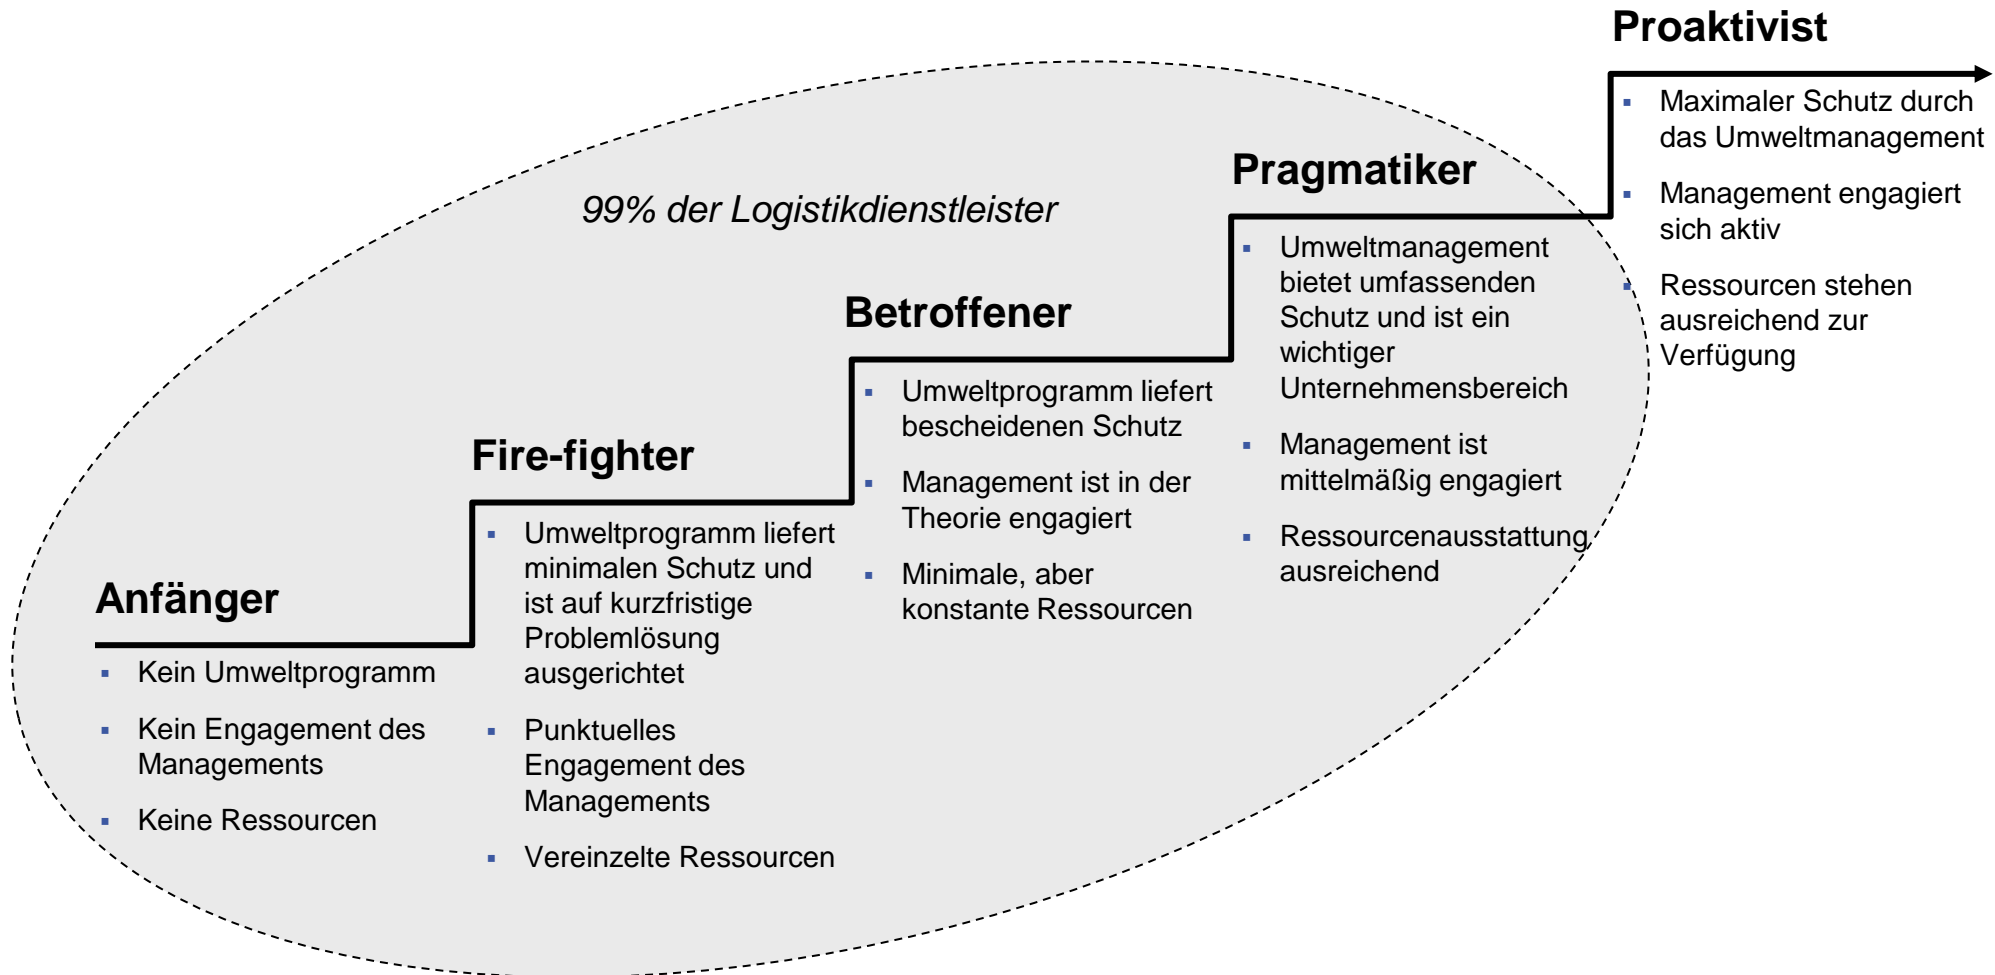 Proaktivist
▪ Maximaler Schutz durch
das Umweltmanagement
▪ Management engagiert
sich aktiv
▪ Ressourcen stehen
ausreichend zur
Verfügung
Pragmatiker
▪ Umweltmanagement
bietet umfassenden
Schutz und ist ein
wichtiger
Unternehmensbereich
▪ Management ist
mittelmäßig engagiert
▪ Ressourcenausstattung
ausreichend
99% der Logistikdienstleister
Betroffener
▪ Umweltprogramm liefert
bescheidenen Schutz
▪ Management ist in der
Theorie engagiert
▪ Minimale, aber
konstante Ressourcen
Fire-fighter
▪ Umweltprogramm liefert
minimalen Schutz und
ist auf kurzfristige
Problemlösung
ausgerichtet
▪ Punktuelles
Engagement des
Managements
▪ Vereinzelte Ressourcen
Anfänger
▪ Kein Umweltprogramm
▪ Kein Engagement des
Managements
▪ Keine Ressourcen